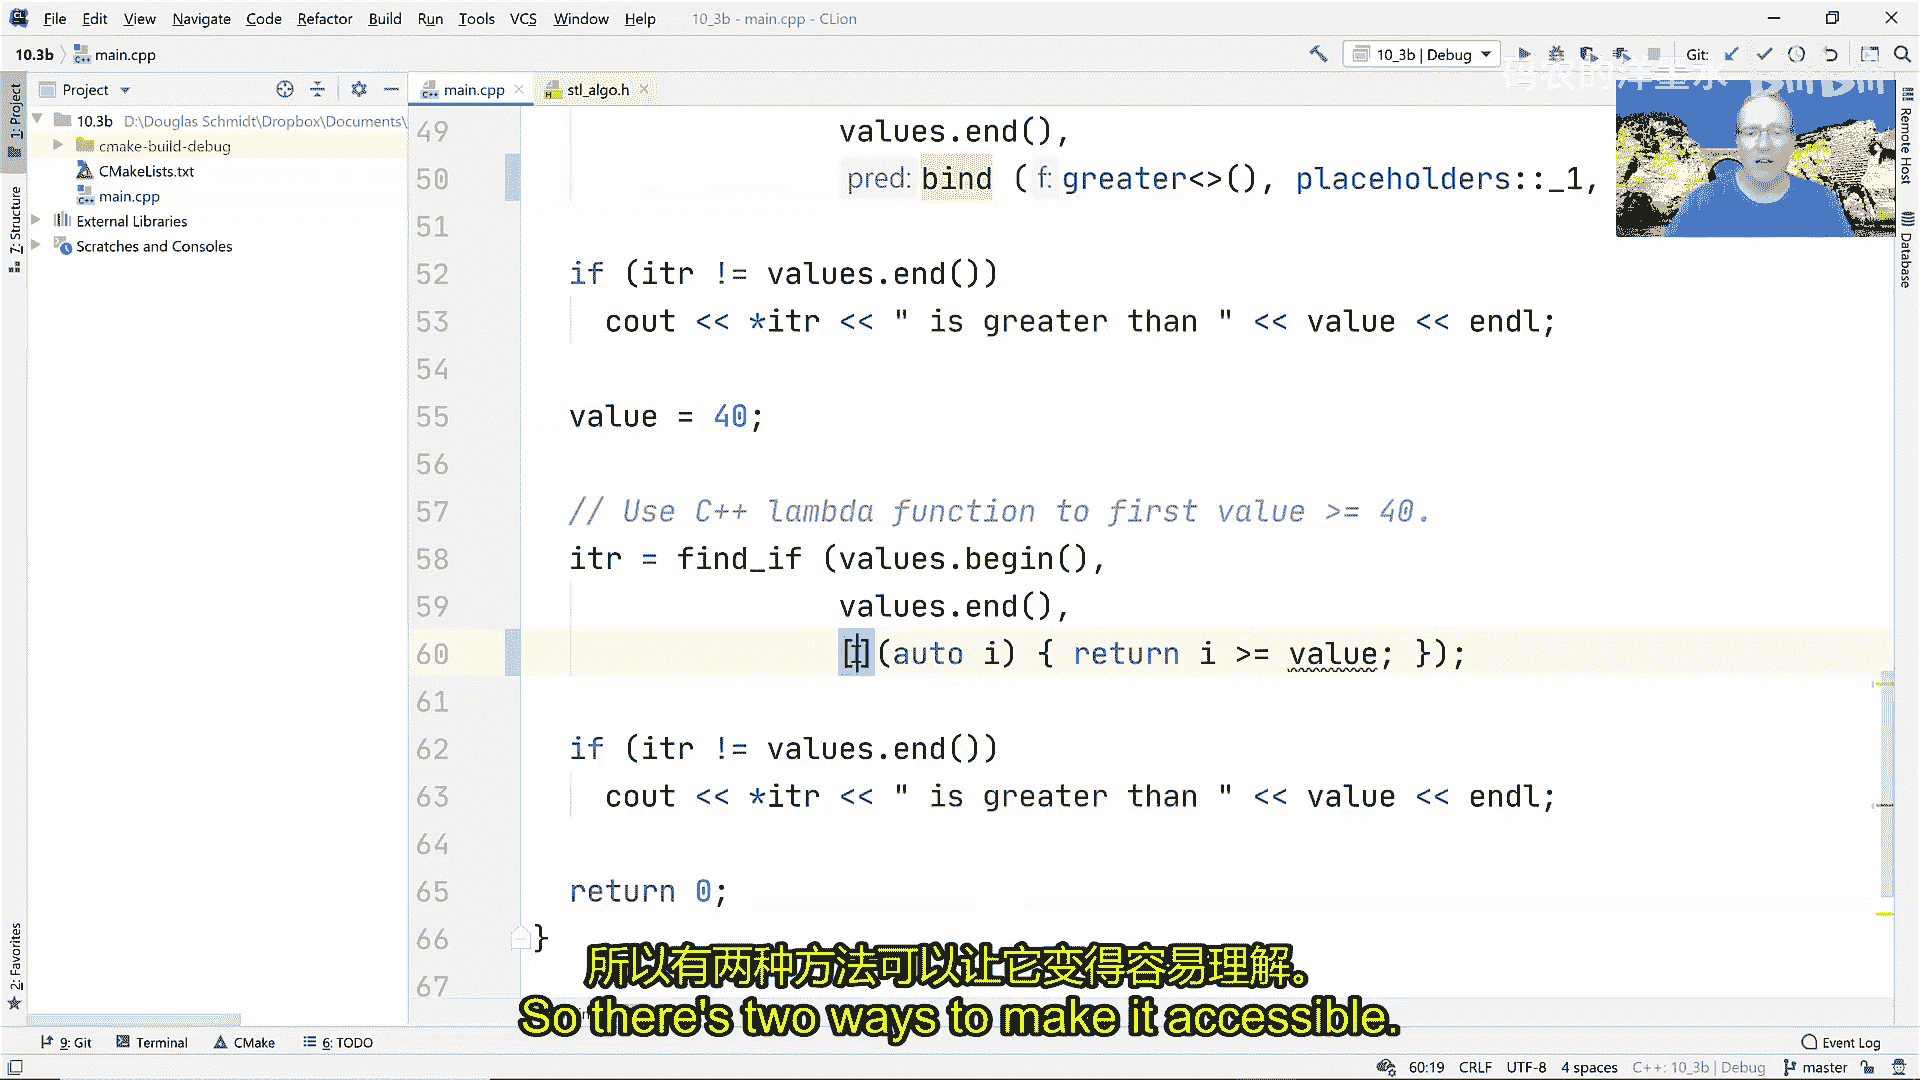 File Edit View Navigate Code Refactor Build Run Tools VCS Window Help 10_3b - main.cpp - CLion
10.3b main.cpp 10_3b | Debug Git:
码农的洋墨水 bilibili
1: Project
7: Structure
2: Favorites
Project
10.3b D:\Douglas Schmidt\Dropbox\Documents\
cmake-build-debug
CMakeLists.txt
main.cpp
External Libraries
Scratches and Consoles
main.cpp stl_algo.h
49 values.end(),
50 pred: bind ( f: greater<>(), placeholders::_1,
51
52 if (itr != values.end())
53 cout << *itr << " is greater than " << value << endl;
54
55 value = 40;
56
57 // Use C++ lambda function to first value >= 40.
58 itr = find_if (values.begin(),
59 values.end(),
60 [](auto i) { return i >= value; });
61
62 if (itr != values.end())
63 cout << *itr << " is greater than " << value << endl;
64
65 return 0;
66 }
67
Remote Host
Database
所以有两种方法可以让它变得容易理解。
So there's two ways to make it accessible.
9: Git Terminal CMake 6: TODO Event Log
60:19 CRLF UTF-8 4 spaces C++: 10_3b | Debug master